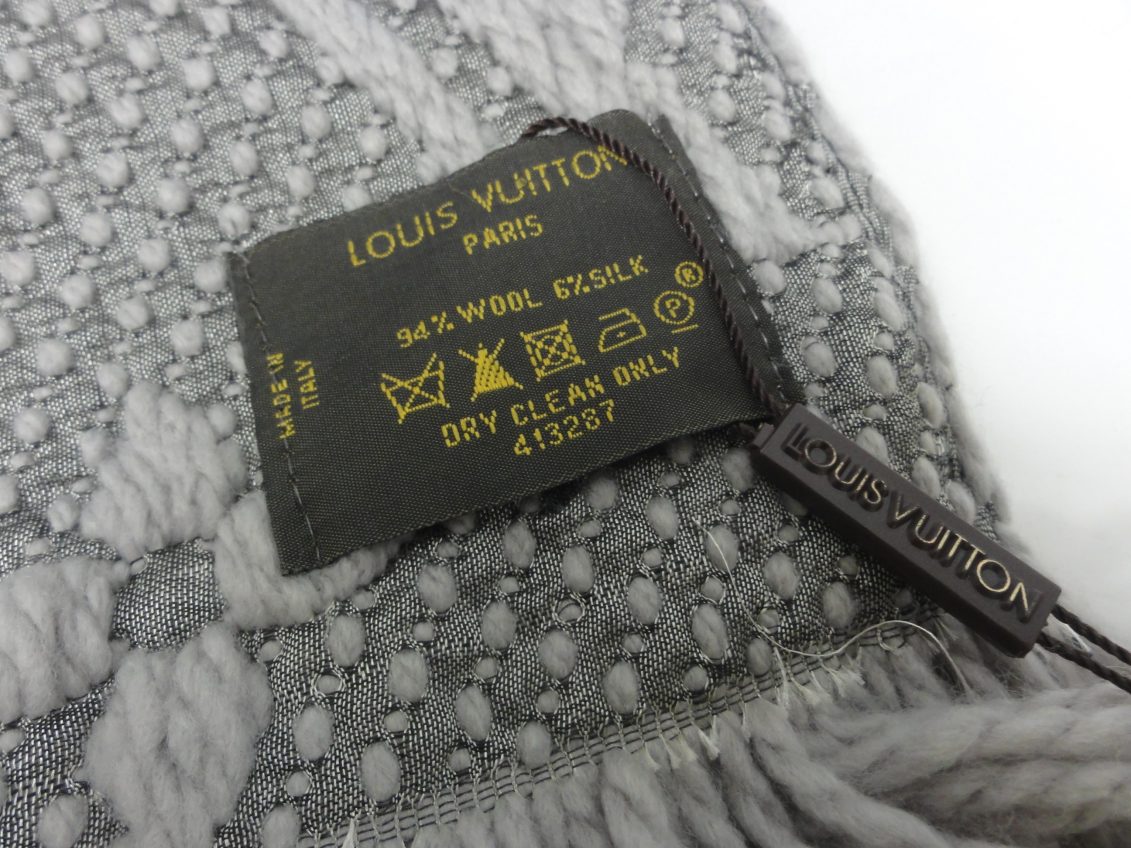 LOUIS VUITTON
PARIS
94% WOOL 6% SILK
P
®
DRY CLEAN ONLY
413287
MADE IN
ITALY
LOUIS VUITTON